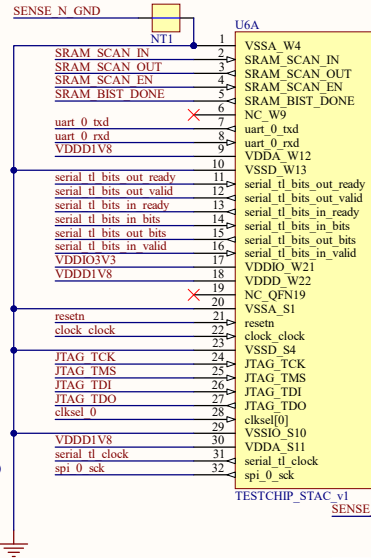 SENSE_N_GND
NT1
U6A
1 VSSA_W4
SRAM_SCAN_IN 2 SRAM_SCAN_IN
SRAM_SCAN_OUT 3 SRAM_SCAN_OUT
SRAM_SCAN_EN 4 SRAM_SCAN_EN
SRAM_BIST_DONE 5 SRAM_BIST_DONE
6 NC_W9
uart_0_txd 7 uart_0_txd
uart_0_rxd 8 uart_0_rxd
VDDD1V8 9 VDDA_W12
10 VSSD_W13
serial_tl_bits_out_ready 11 serial_tl_bits_out_ready
serial_tl_bits_out_valid 12 serial_tl_bits_out_valid
serial_tl_bits_in_ready 13 serial_tl_bits_in_ready
serial_tl_bits_in_bits 14 serial_tl_bits_in_bits
serial_tl_bits_out_bits 15 serial_tl_bits_out_bits
serial_tl_bits_in_valid 16 serial_tl_bits_in_valid
VDDIO3V3 17 VDDIO_W21
VDDD1V8 18 VDDD_W22
19 NC_QFN19
20 VSSA_S1
resetn 21 resetn
clock_clock 22 clock_clock
23 VSSD_S4
JTAG_TCK 24 JTAG_TCK
JTAG_TMS 25 JTAG_TMS
JTAG_TDI 26 JTAG_TDI
JTAG_TDO 27 JTAG_TDO
clksel_0 28 clksel[0]
29 VSSIO_S10
VDDD1V8 30 VDDA_S11
serial_tl_clock 31 serial_tl_clock
spi_0_sck 32 spi_0_sck
TESTCHIP_STAC_v1
SENSE